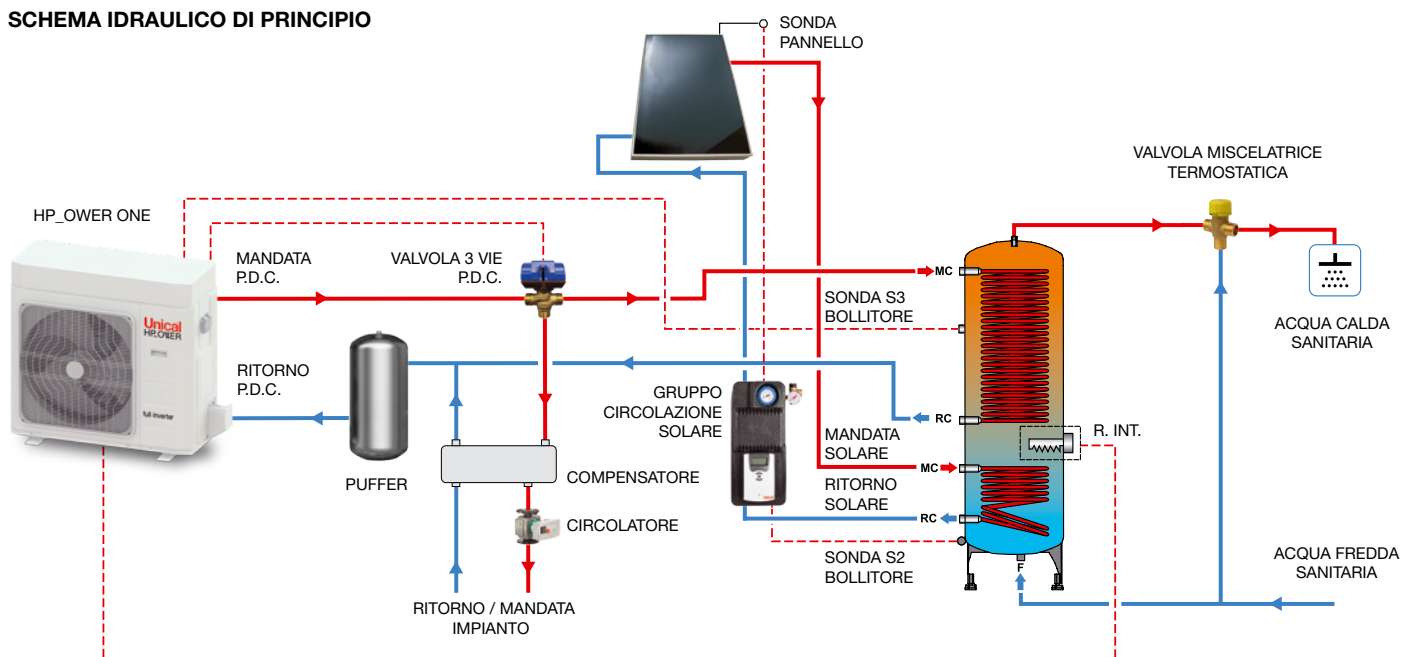 SCHEMA IDRAULICO DI PRINCIPIO
SONDA
PANNELLO
VALVOLA MISCELATRICE
TERMOSTATICA
HP_OWER ONE
MANDATA
P.D.C.
VALVOLA 3 VIE
P.D.C.
MC
SONDA S3
BOLLITORE
ACQUA CALDA
SANITARIA
Unical
HP_OWER
full inverter
RITORNO
P.D.C.
GRUPPO
CIRCOLAZIONE
SOLARE
RC
R. INT.
MANDATA
SOLARE
MC
PUFFER
COMPENSATORE
RITORNO
SOLARE
RC
CIRCOLATORE
SONDA S2
BOLLITORE
F
ACQUA FREDDA
SANITARIA
RITORNO / MANDATA
IMPIANTO